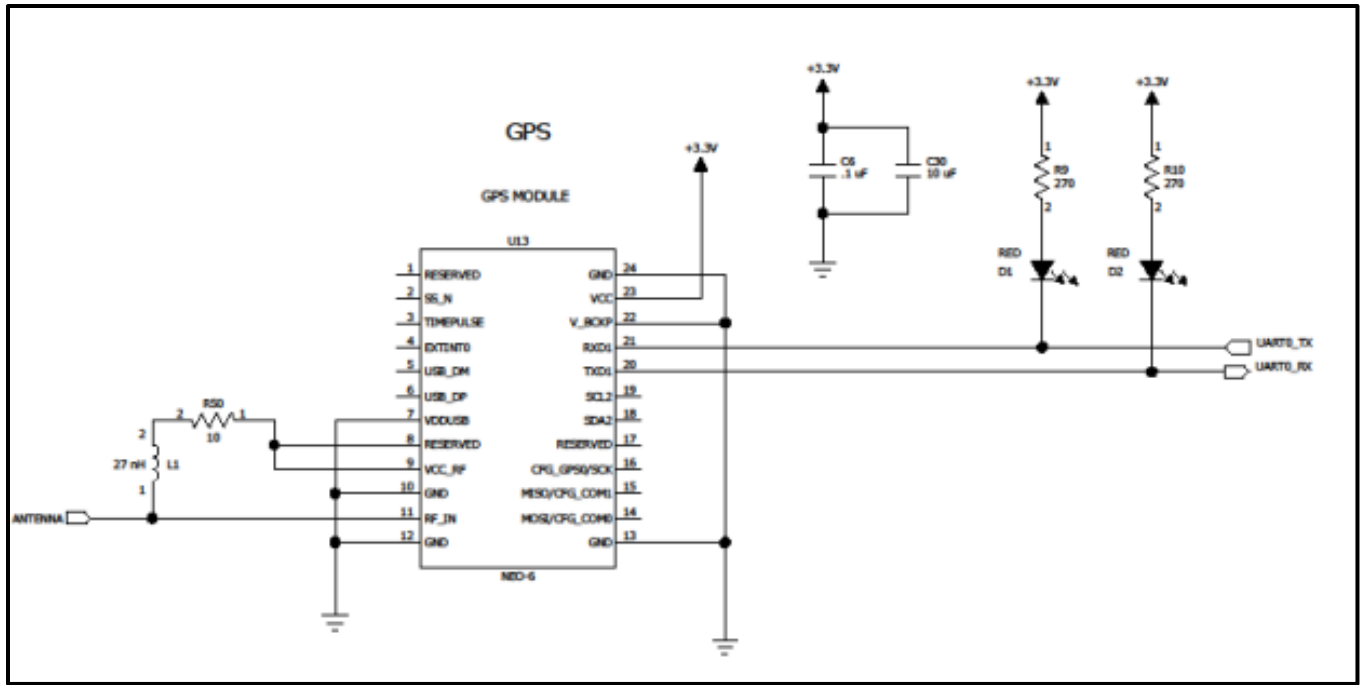 GPS
GPS MODULE
U13
1 RESERVED
2 SS_N
3 TIMEPULSE
4 EXTINT0
5 USB_DM
6 USB_DP
7 VDDUSB
8 RESERVED
9 VCC_RF
10 GND
11 RF_IN
12 GND
GND 24
VCC 23
V_BCKP 22
RXD1 21
TXD1 20
SCL2 19
SDA2 18
RESERVED 17
CFG_GPS0/SCK 16
MISO/CFG_COM1 15
MOSI/CFG_COM0 14
GND 13
NEO-6
+3.3V
R50
2 1
10
2
27 nH L1
1
ANTENNA
+3.3V
C6
.1 uF
C30
10 uF
+3.3V
1
R9
270
2
RED
D1
+3.3V
1
R10
270
2
RED
D2
UART0_TX
UART0_RX